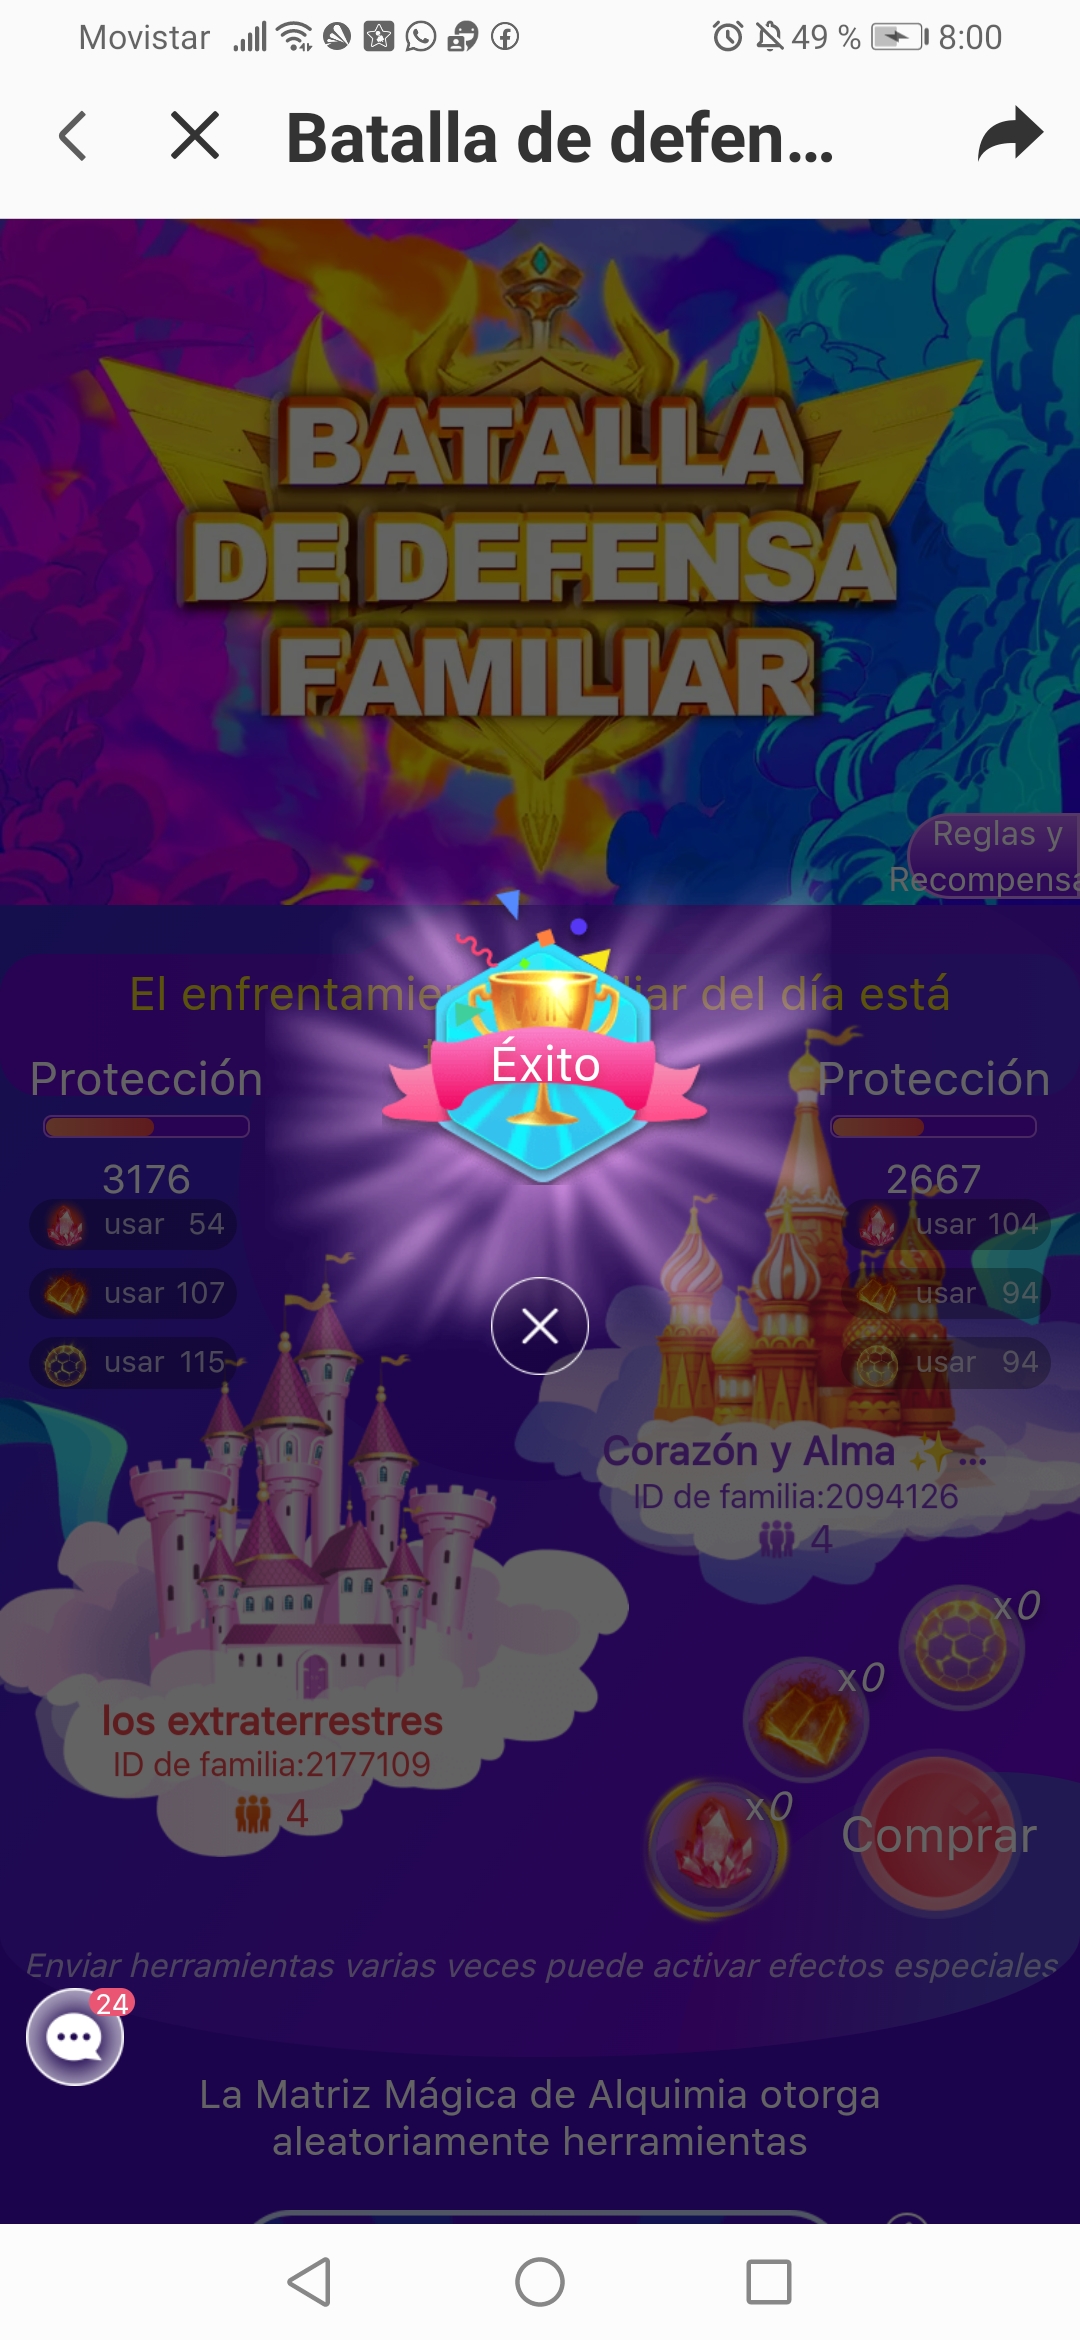 Movistar 49 % 8:00
Batalla de defen...
BATALLA
DE DEFENSA
FAMILIAR
Reglas y
Recompensa
El enfrentamie iliar del día está
Éxito
Protección Protección
3176 2667
usar 54 usar 104
usar 107 usar 94
usar 115 usar 94
Corazón y Alma ✨...
ID de familia:2094126
4
x0
x0
los extraterrestres
ID de familia:2177109
4
x0
Comprar
Enviar herramientas varias veces puede activar efectos especiales
24
La Matriz Mágica de Alquimia otorga
aleatoriamente herramientas